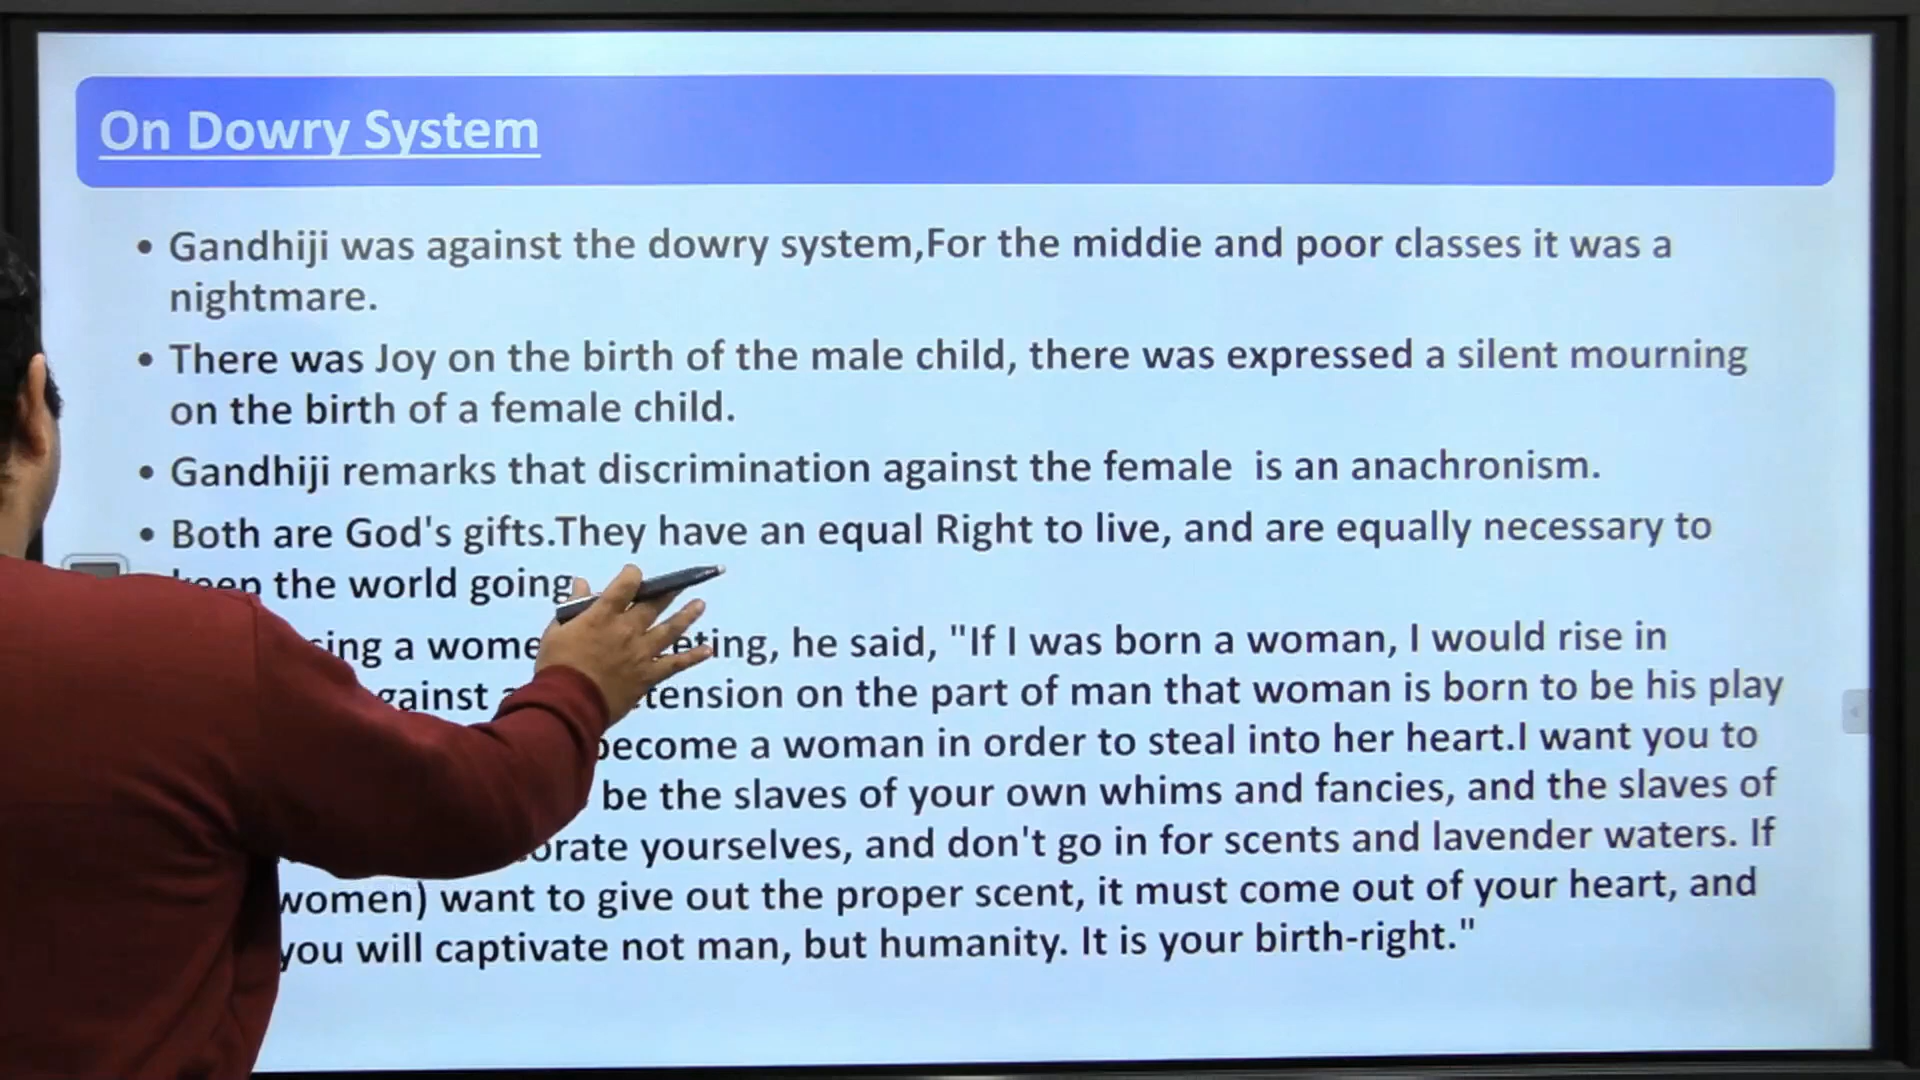 On Dowry System
• Gandhiji was against the dowry system,For the middie and poor classes it was a
nightmare.
• There was Joy on the birth of the male child, there was expressed a silent mourning
on the birth of a female child.
• Gandhiji remarks that discrimination against the female is an anachronism.
• Both are God's gifts.They have an equal Right to live, and are equally necessary to
keep the world going
a he said, "If I was born a woman, I would rise in
on the part of man that woman is born to be his play
become a woman in order to steal into her heart.I want you to
be the slaves of your own whims and fancies, and the slaves of
yourselves, and don't go in for scents and lavender waters. If
women) want to give out the proper scent, it must come out of your heart, and
you will captivate not man, but humanity. It is your birth-right."